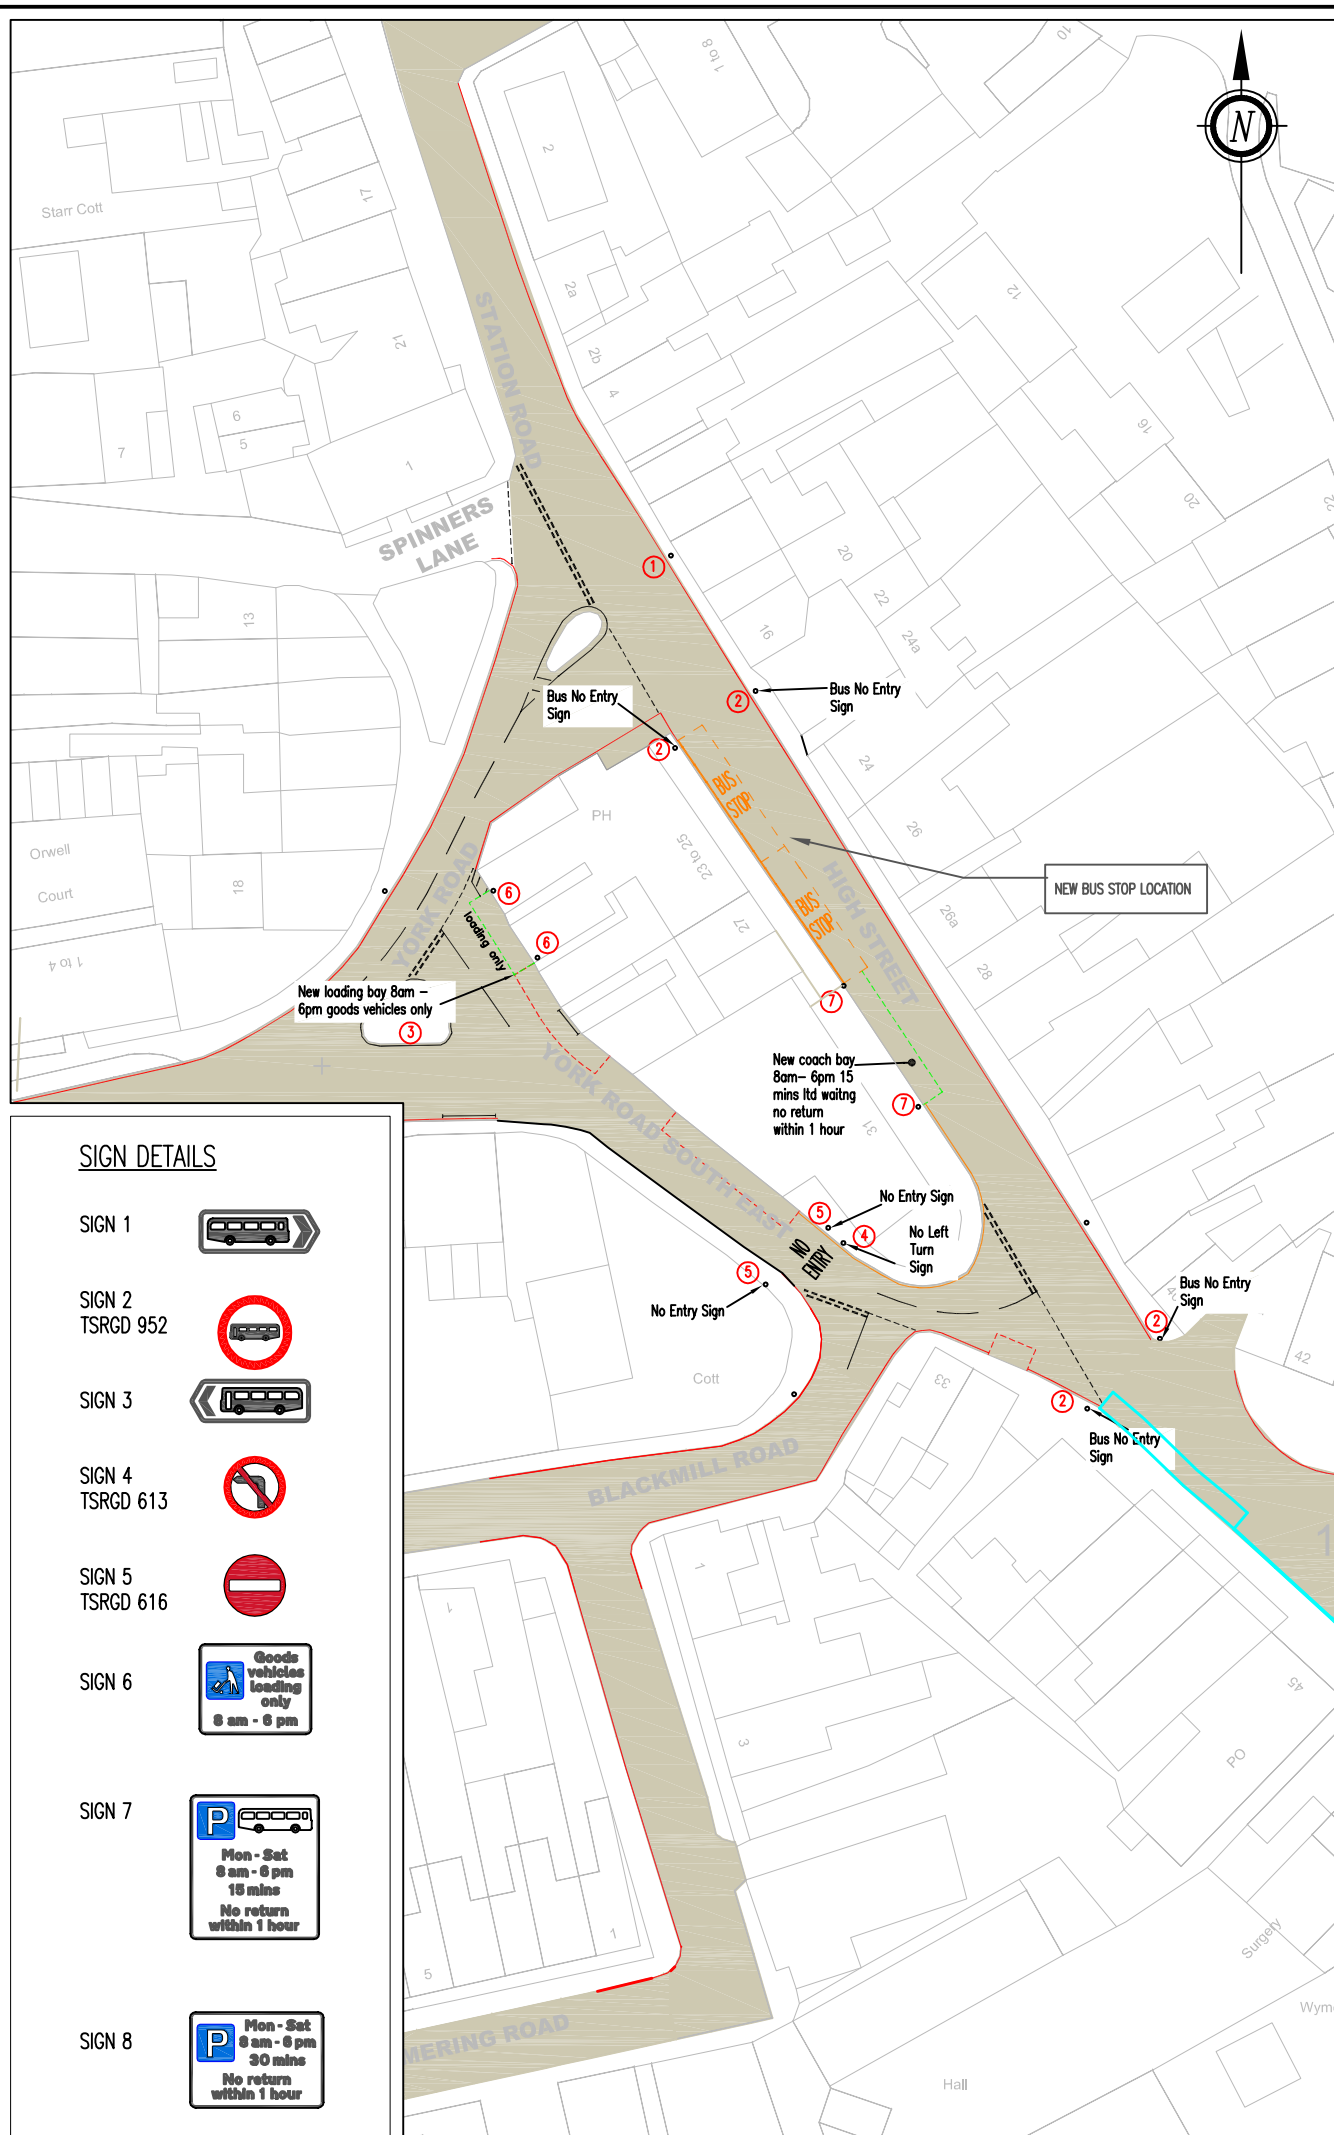 N
1 to 8
10
2
Starr Cott
17
2a
12
STATION ROAD
21
2b
4
16
6
5
7
1
20
SPINNERS
LANE
1
20
22
13
16
24a
Bus No Entry
Sign
2
Bus No Entry
Sign
2
24
BUS
STOP
PH
26
23 to 25
Orwell
Court
18
YORK ROAD
6
HIGH STREET
NEW BUS STOP LOCATION
BUS
STOP
26a
loading only
27
6
28
1 to 4
New loading bay 8am –
6pm goods vehicles only
7
3
YORK ROAD SOUTH EAST
New coach bay
8am– 6pm 15
mins ltd waitng
no return
within 1 hour
7
31
SIGN DETAILS
No Entry Sign
5
4
No Left
Turn
Sign
NO
ENTRY
SIGN 1
5
No Entry Sign
Bus No Entry
Sign
40
2
SIGN 2
TSRGD 952
42
Cott
33
SIGN 3
2
Bus No Entry
Sign
BLACKMILL ROAD
SIGN 4
TSRGD 613
1
1
1
SIGN 5
TSRGD 616
SIGN 6
Goods
vehicles
loading
only
8 am - 6 pm
45
3
PO
SIGN 7
P
Mon - Sat
8 am - 6 pm
15 mins
No return
within 1 hour
1
Surgery
5
SIGN 8
P
Mon - Sat
8 am - 6 pm
30 mins
No return
within 1 hour
MERING ROAD
Wym
Hall